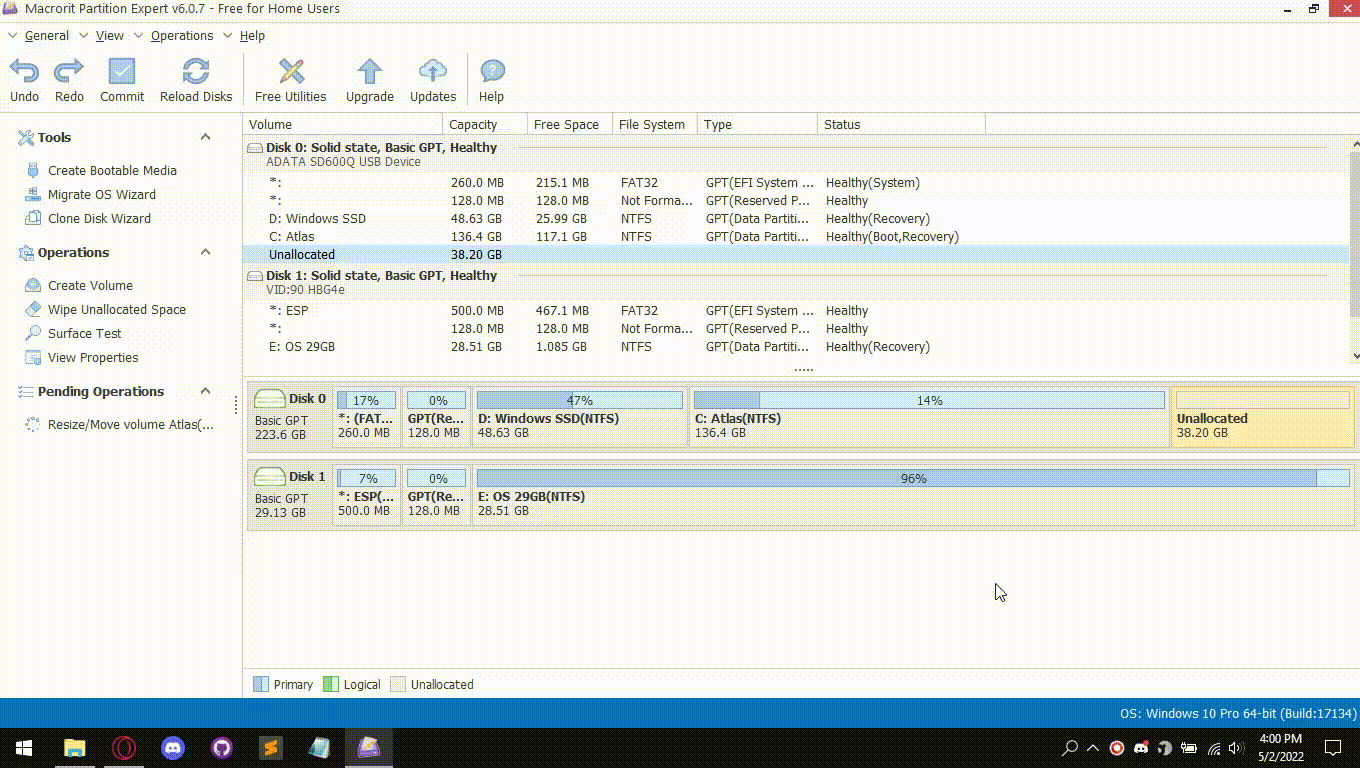 Macrorit Partition Expert v6.0.7 - Free for Home Users
General View Operations Help
Undo Redo Commit Reload Disks Free Utilities Upgrade Updates Help
Tools
Create Bootable Media
Migrate OS Wizard
Clone Disk Wizard
Operations
Create Volume
Wipe Unallocated Space
Surface Test
View Properties
Pending Operations
Resize/Move volume Atlas(...
Volume Capacity Free Space File System Type Status
Disk 0: Solid state, Basic GPT, Healthy
ADATA SD600Q USB Device
*: 260.0 MB 215.1 MB FAT32 GPT(EFI System ... Healthy(System)
*: 128.0 MB 128.0 MB Not Forma... GPT(Reserved P... Healthy
D: Windows SSD 48.63 GB 25.99 GB NTFS GPT(Data Partiti... Healthy(Recovery)
C: Atlas 136.4 GB 117.1 GB NTFS GPT(Data Partiti... Healthy(Boot,Recovery)
Unallocated 38.20 GB
Disk 1: Solid state, Basic GPT, Healthy
VID:90 HBG4e
*: ESP 500.0 MB 467.1 MB FAT32 GPT(EFI System ... Healthy
*: 128.0 MB 128.0 MB Not Forma... GPT(Reserved P... Healthy
E: OS 29GB 28.51 GB 1.085 GB NTFS GPT(Data Partiti... Healthy(Recovery)
Disk 0
Basic GPT
223.6 GB
17%
*: (FAT...
260.0 MB
0%
GPT(Re...
128.0 MB
47%
D: Windows SSD(NTFS)
48.63 GB
14%
C: Atlas(NTFS)
136.4 GB
Unallocated
38.20 GB
Disk 1
Basic GPT
29.13 GB
7%
*: ESP(...
500.0 MB
0%
GPT(Re...
128.0 MB
96%
E: OS 29GB(NTFS)
28.51 GB
Primary Logical Unallocated
OS: Windows 10 Pro 64-bit (Build:17134)
4:00 PM
5/2/2022